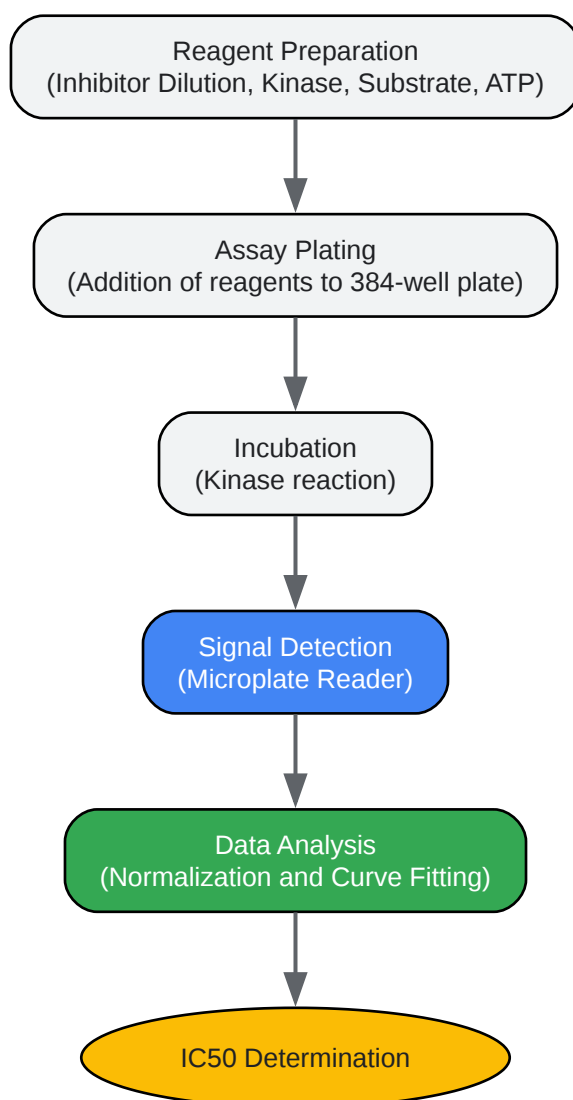 Reagent Preparation
(Inhibitor Dilution, Kinase, Substrate, ATP)
Assay Plating
(Addition of reagents to 384-well plate)
Incubation
(Kinase reaction)
Signal Detection
(Microplate Reader)
Data Analysis
(Normalization and Curve Fitting)
IC50 Determination